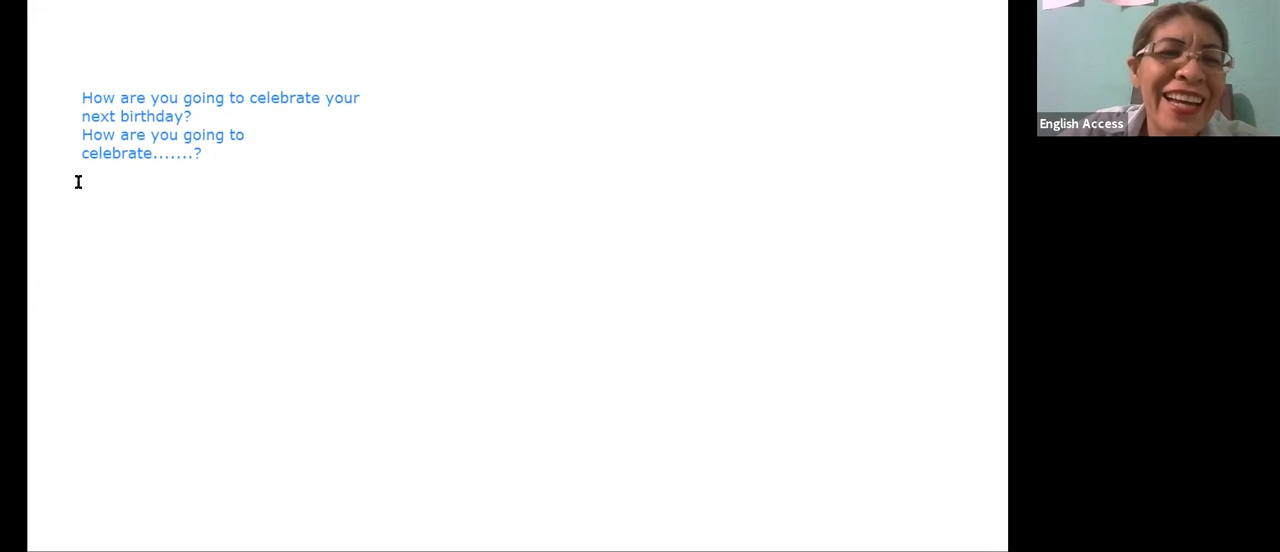 How are you going to celebrate your
next birthday?
How are you going to
celebrate.......?
English Access